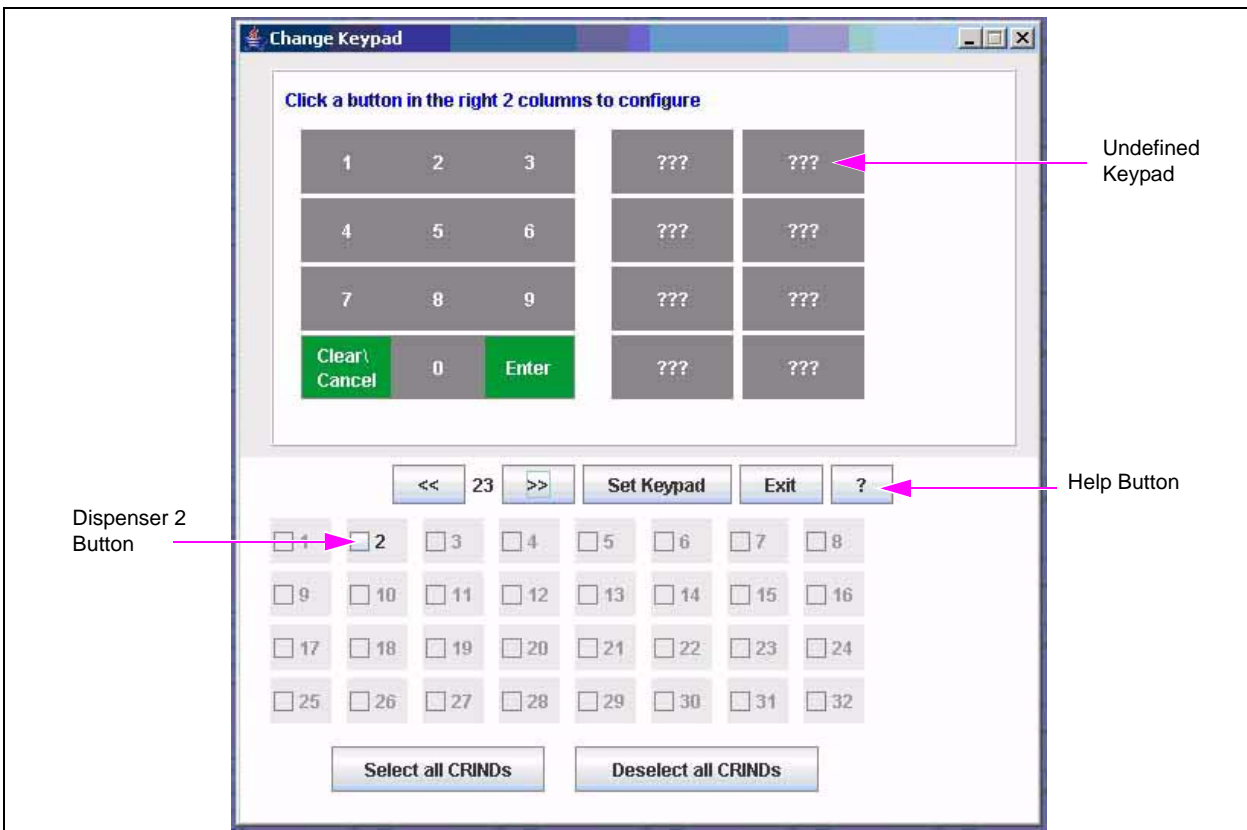 Change Keypad
Click a button in the right 2 columns to configure
1 2 3 ??? ???
Undefined
Keypad
4 5 6 ??? ???
7 8 9 ??? ???
Clear\
Cancel
0 Enter ??? ???
<< 23 >> Set Keypad Exit ?
Help Button
Dispenser 2
Button
1 2 3 4 5 6 7 8
9 10 11 12 13 14 15 16
17 18 19 20 21 22 23 24
25 26 27 28 29 30 31 32
Select all CRINDs Deselect all CRINDs